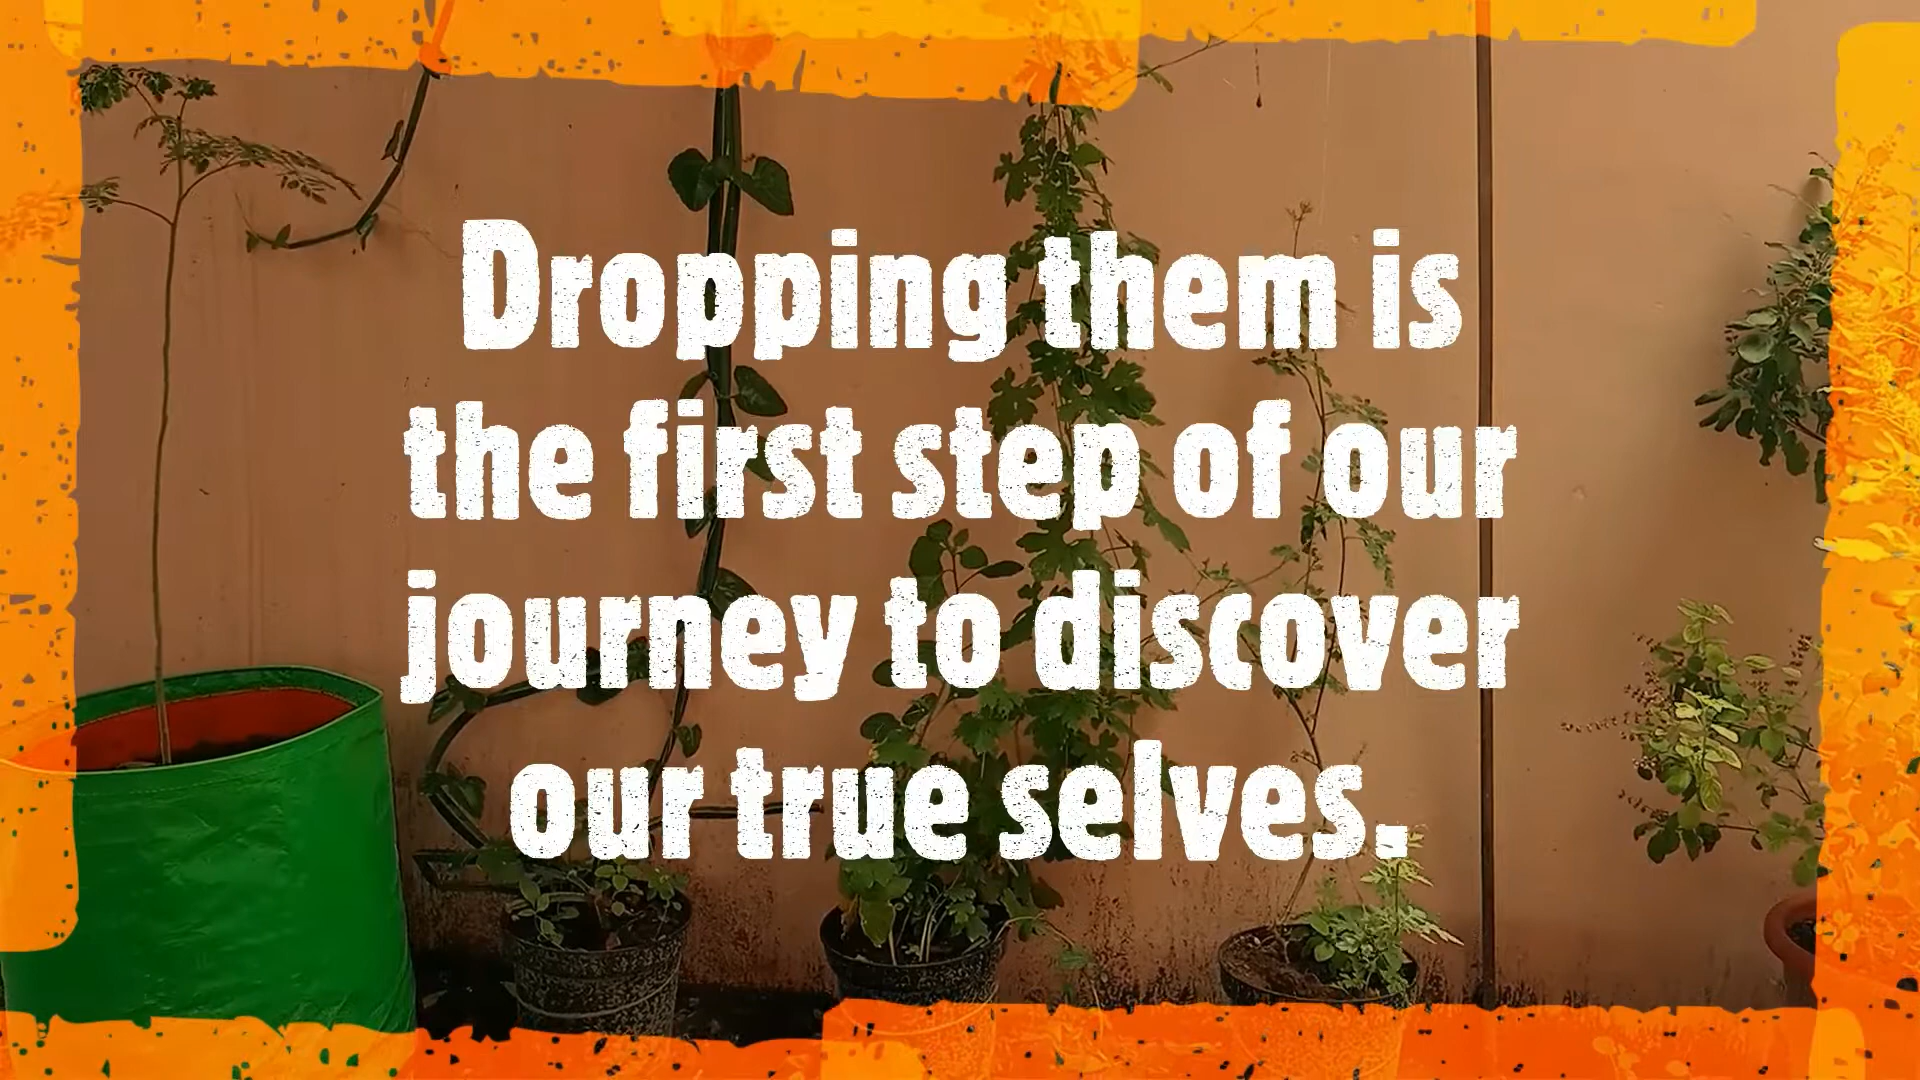 Dropping them is
the first step of our
journey to discover
our true selves.